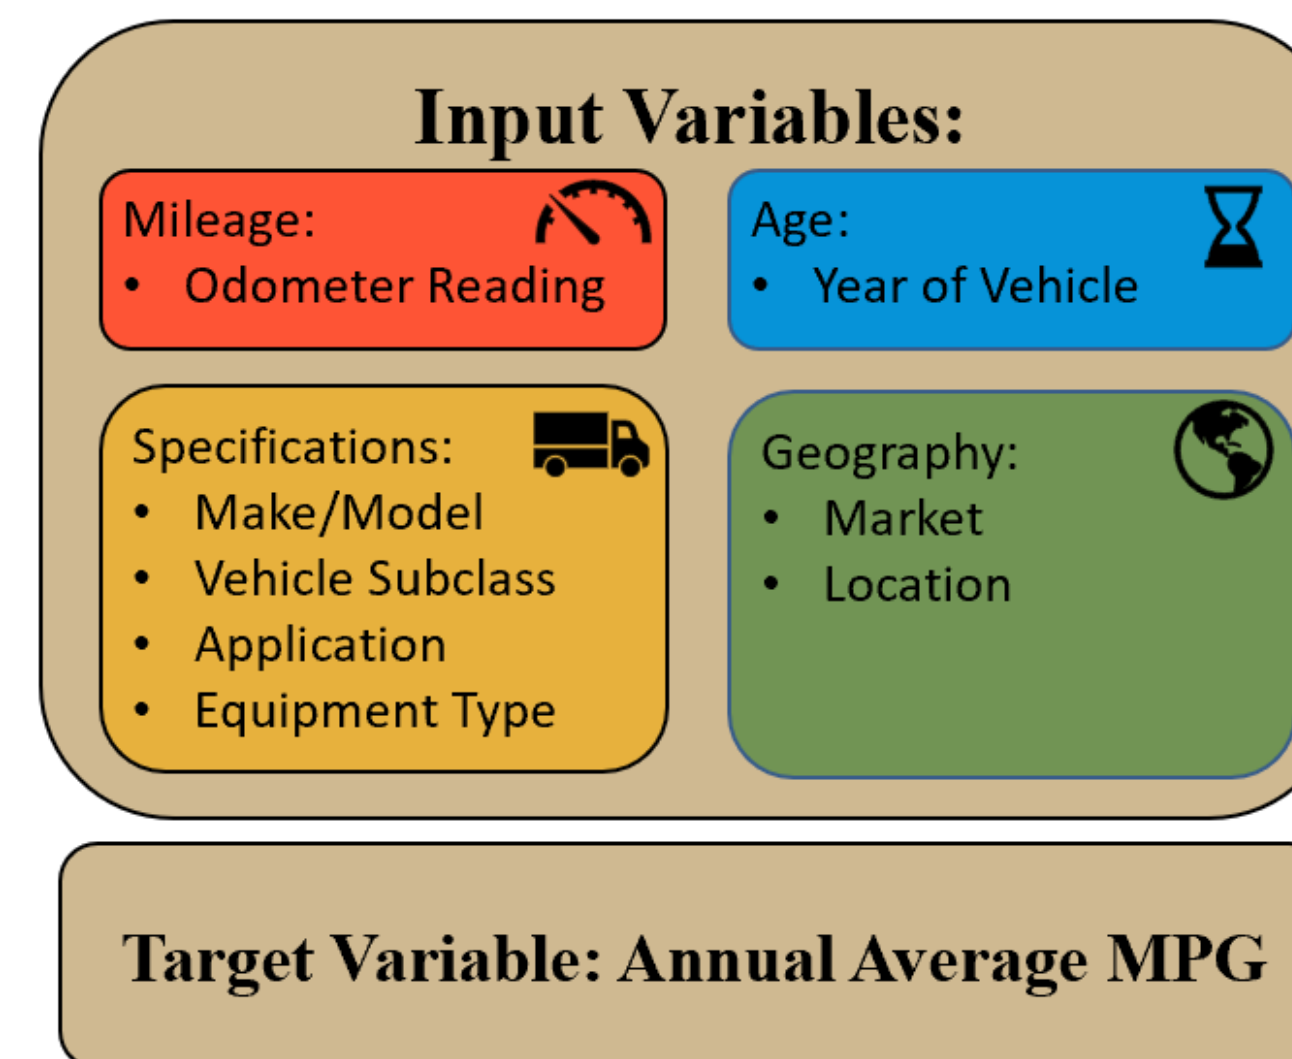 Input Variables:
Mileage:
• Odometer Reading
Age:
• Year of Vehicle
Specifications:
• Make/Model
• Vehicle Subclass
• Application
• Equipment Type
Geography:
• Market
• Location
Target Variable: Annual Average MPG